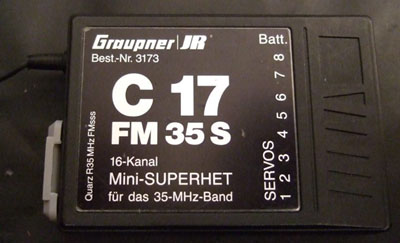 Graupner JR
Best.-Nr. 3173
C 17
FM 35 S
16-Kanal
Mini-SUPERHET
für das 35-MHz-Band
Quarz R35 MHz FMsss
Batt.
SERVOS
1 2 3 4 5 6 7 8